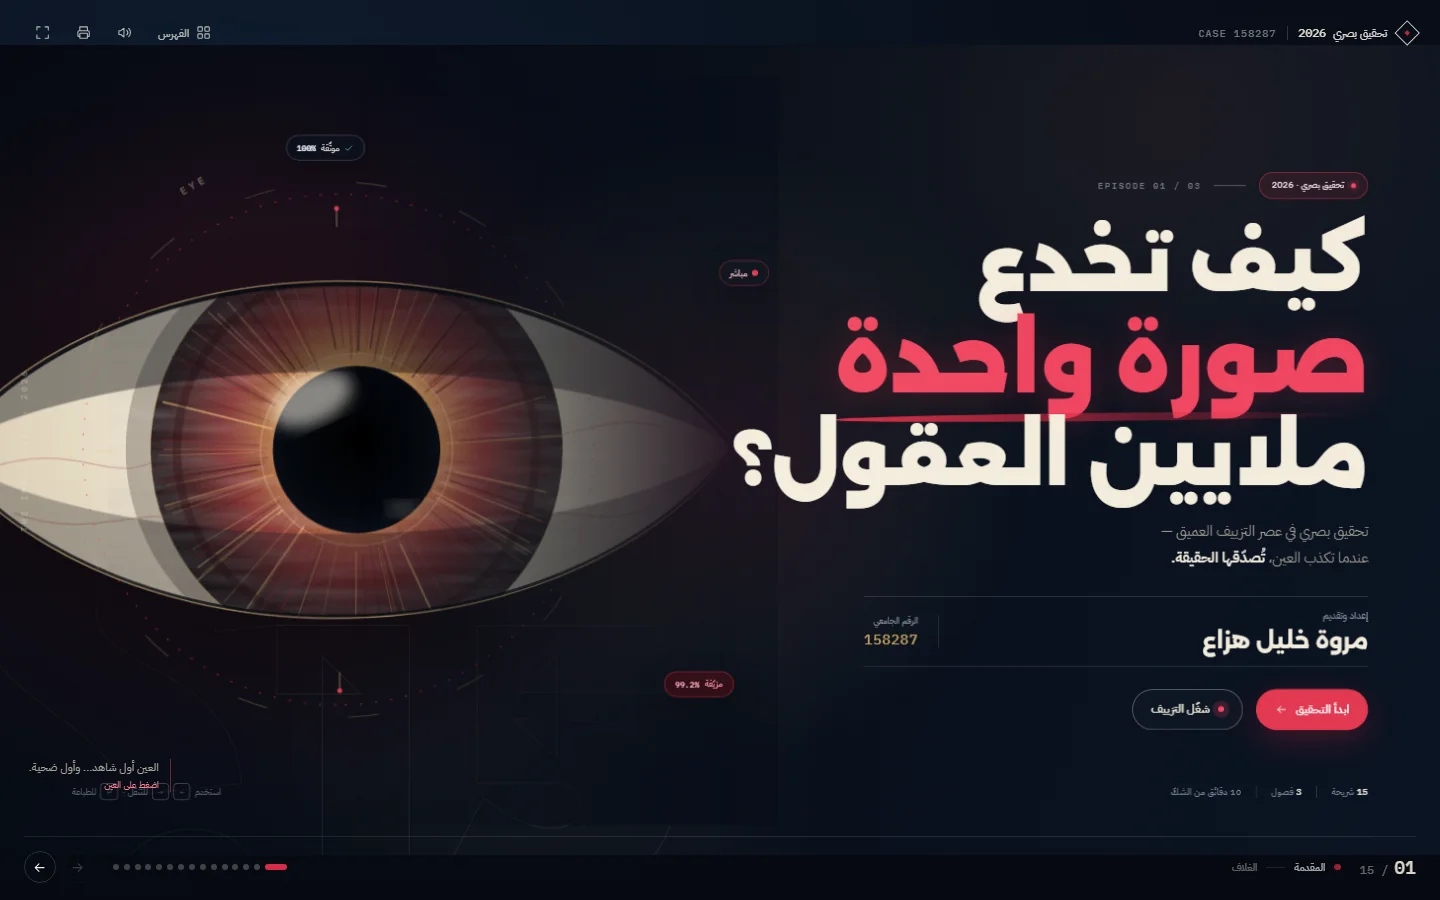 تحقيق بصري 2026 CASE 158287
الفهرس
تحقيق بصري · 2026 EPISODE 01 / 03
كيف تخدع
صورة واحدة
ملايين العقول؟
تحقيق بصري في عصر التزييف العميق —
عندما تكذب العين، تُصدّقها الحقيقة.
إعداد وتقديم
مروة خليل هزاع
الرقم الجامعي
158287
ابدأ التحقيق ←
شغّل التزييف
15 شريحة
3 فصول
10 دقائق من الشك
✓ موثّقة 100%
EYE
مباشر
مزيّفة 99.2%
العين أول شاهد... وأول ضحية.
اضغط على العين
استخدم
للتنقل
للطباعة
01 / 15
المقدمة — الغلاف